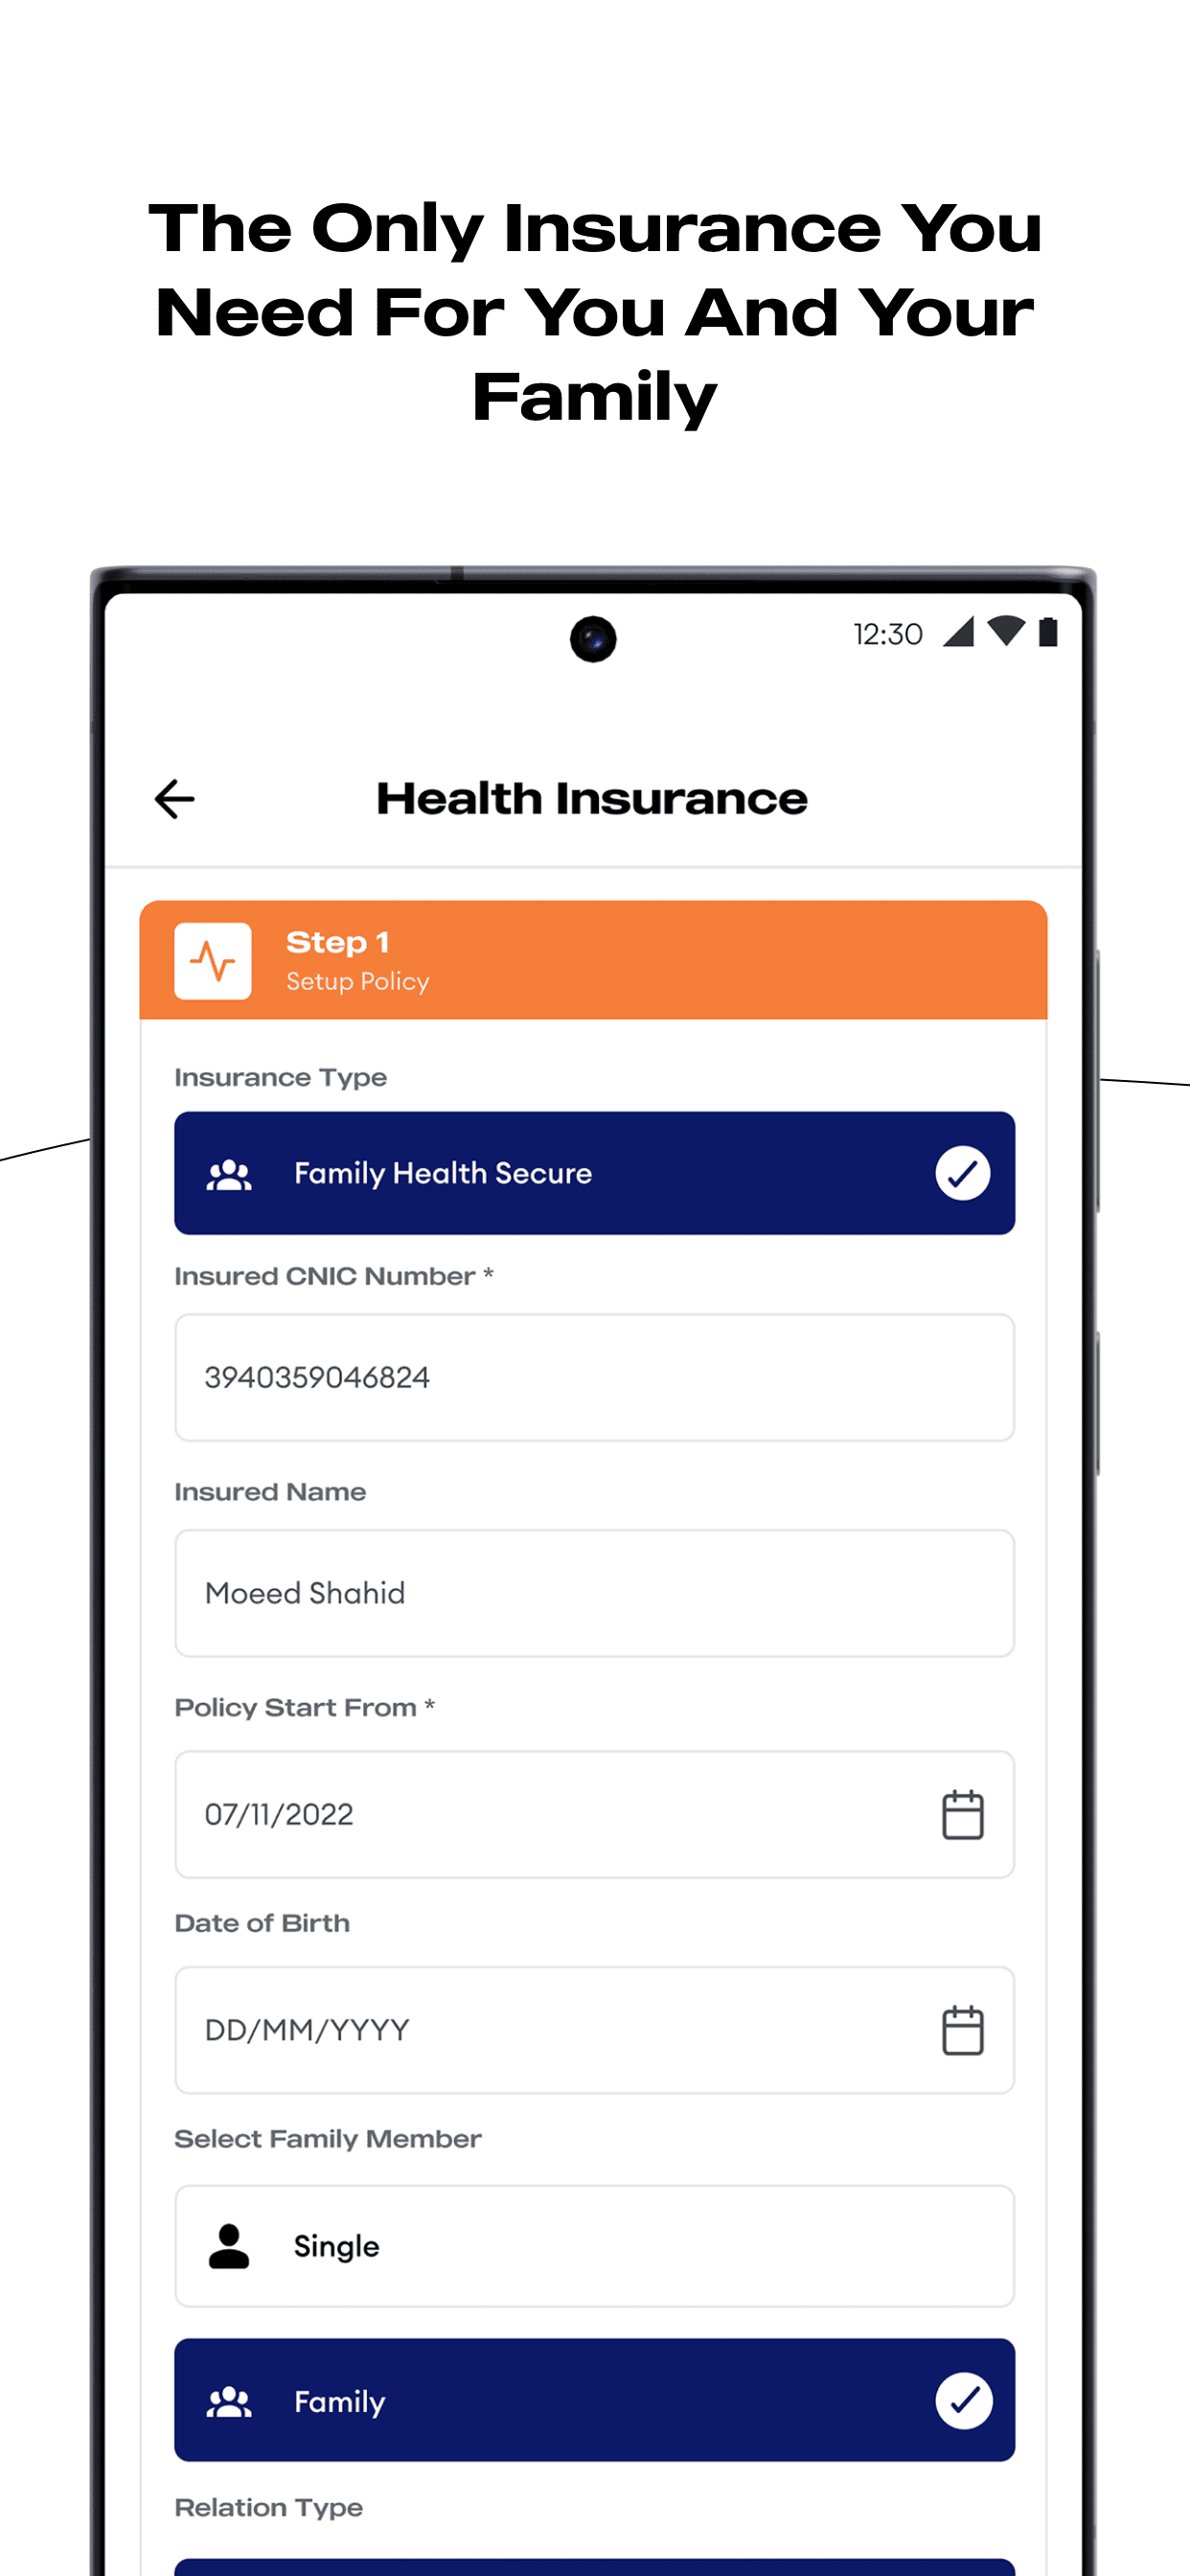 The Only Insurance You
Need For You And Your
Family
12:30
Health Insurance
Step 1
Setup Policy
Insurance Type
Family Health Secure
Insured CNIC Number *
3940359046824
Insured Name
Moeed Shahid
Policy Start From *
07/11/2022
Date of Birth
DD/MM/YYYY
Select Family Member
Single
Family
Relation Type